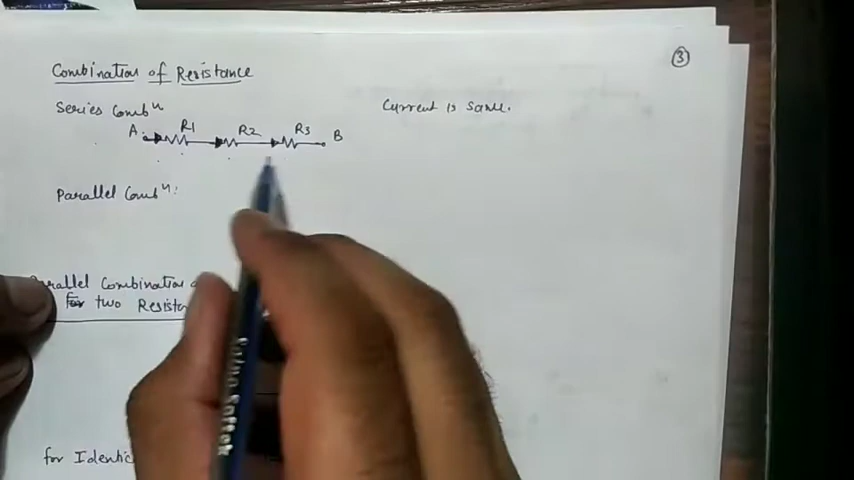 3
Combination of Resistance
Series Combⁿ
Current is same.
A R1 R2 R3 B
Parallel Combⁿ:
Parallel Combination
for two Resista
for Identic